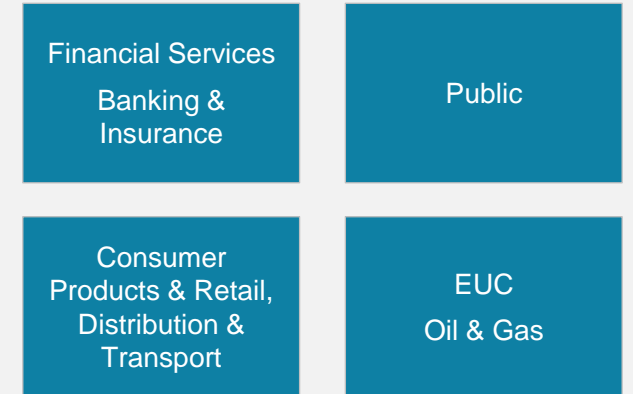 Financial Services
Banking &
Insurance
Public
Consumer
Products & Retail,
Distribution &
Transport
EUC
Oil & Gas